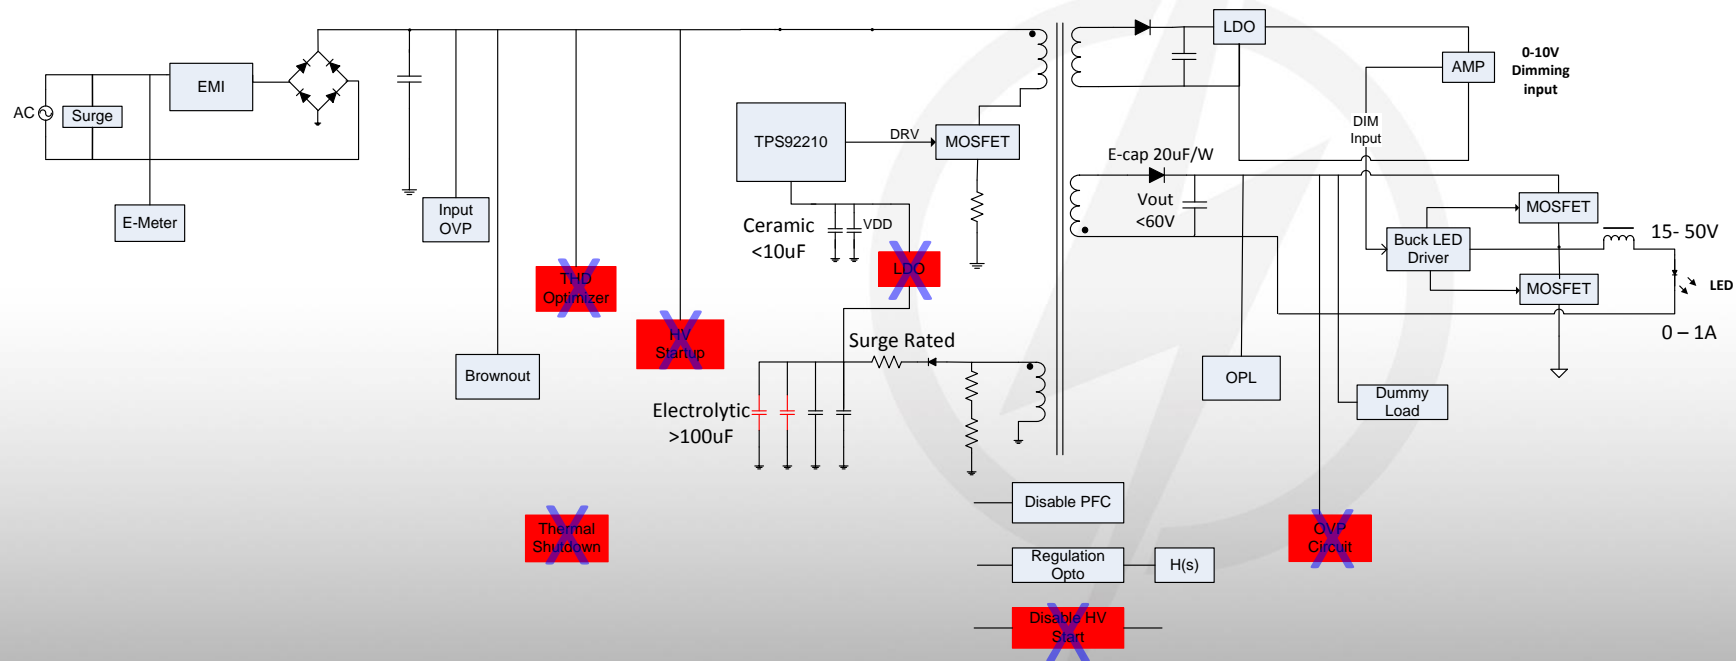 LDO
0-10V
Dimming
input
AMP
EMI
AC
Surge
DIM
Input
TPS92210
DRV
MOSFET
E-cap 20uF/W
Vout
<60V
E-Meter
Input
OVP
Ceramic
<10uF
VDD
LDO
MOSFET
Buck LED
Driver
15- 50V
MOSFET
LED
THD
Optimizer
HV
Startup
0 – 1A
Surge Rated
Brownout
OPL
Dummy
Load
Electrolytic
>100uF
Disable PFC
Thermal
Shutdown
OVP
Circuit
Regulation
Opto
H(s)
Disable HV
Start